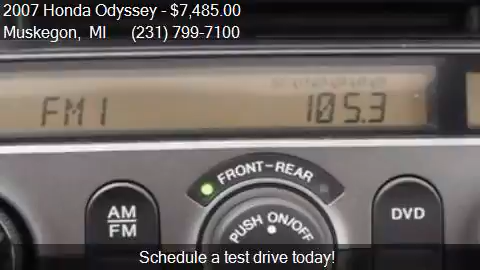 2007 Honda Odyssey - $7,485.00
Muskegon, MI (231) 799-7100
FM1 105.3
FRONT-REAR
AM
FM
PUSH ON/OFF
DVD
Schedule a test drive today!